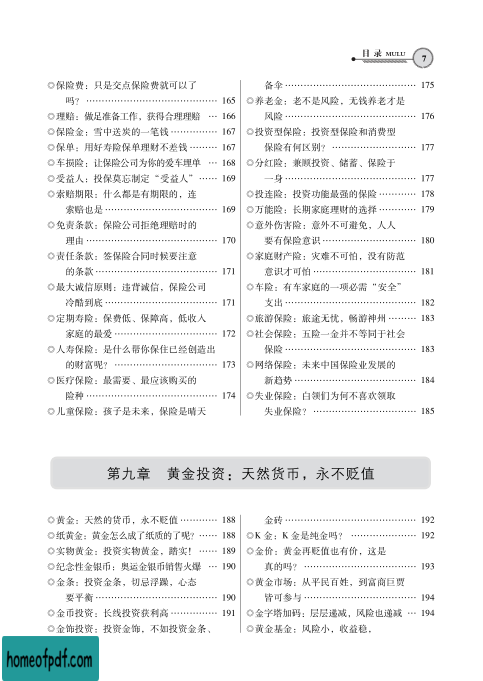 目 录 MULU 7
◎保险费：只是交点保险费就可以了
吗？ …………………………………… 165
◎理赔：做足准备工作，获得合理理赔 … 166
◎保险金：雪中送炭的一笔钱 …………… 167
◎保单：用好寿险保单理财不差钱 ……… 167
◎车损险：让保险公司为你的爱车理单 … 168
◎受益人：投保莫忘制定“受益人” …… 169
◎索赔期限：什么都是有期限的，连
索赔也是 ……………………………… 169
◎免责条款：保险公司拒绝理赔时的
理由 …………………………………… 170
◎责任条款：签保险合同时候要注意
的条款 ………………………………… 171
◎最大诚信原则：违背诚信，保险公司
冷酷到底 ……………………………… 171
◎定期寿险：保费低、保障高，低收人
家庭的最爱 …………………………… 172
◎人寿保险：是什么帮你保住已经创造出
的财富呢？ …………………………… 173
◎医疗保险：最需要、最应该购买的
险种 …………………………………… 174
◎儿童保险：孩子是未来，保险是晴天
备伞 …………………………………… 175
◎养老金：老不是风险，无钱养老才是
风险 …………………………………… 176
◎投资型保险：投资型保险和消费型
保险有何区别？ ……………………… 177
◎分红险：兼顾投资、储蓄、保险于
一身 …………………………………… 177
◎投连险：投资功能最强的保险 ………… 178
◎万能险：长期家庭理财的选择 ………… 179
◎意外伤害险：意外不可避免，人人
要有保险意识 ………………………… 180
◎家庭财产险：灾难不可怕，没有防范
意识才可怕 …………………………… 181
◎车险：有车家庭的一项必需“安全”
支出 …………………………………… 182
◎旅游保险：旅途无忧，畅游神州 ……… 183
◎社会保险：五险一金并不等同于社会
保险 …………………………………… 183
◎网络保险：未来中国保险业发展的
新趋势 ………………………………… 184
◎失业保险：白领们为何不喜欢领取
失业保险？ …………………………… 185
第九章 黄金投资：天然货币，永不贬值
◎黄金：天然的货币，永不贬值 ………… 188
◎纸黄金：黄金怎么成了纸质的了呢？ …… 188
◎实物黄金：投资实物黄金，踏实！ …… 189
◎纪念性金银币：奥运金银币销售火爆 … 190
◎金条：投资金条，切忌浮躁，心态
要平衡 ………………………………… 190
◎金币投资：长线投资获利高 …………… 191
◎金饰投资：投资金饰，不如投资金条、
金砖 …………………………………… 192
◎K 金：K 金是纯金吗？ ………………… 192
◎金价：黄金再贬值也有价，这是
真的吗？ ……………………………… 193
◎黄金市场：从平民百姓，到富商巨贾
皆可参与 ……………………………… 194
◎金字塔加码：层层递减，风险也递减 … 194
◎黄金基金：风险小，收益稳，
homeofpdf.com